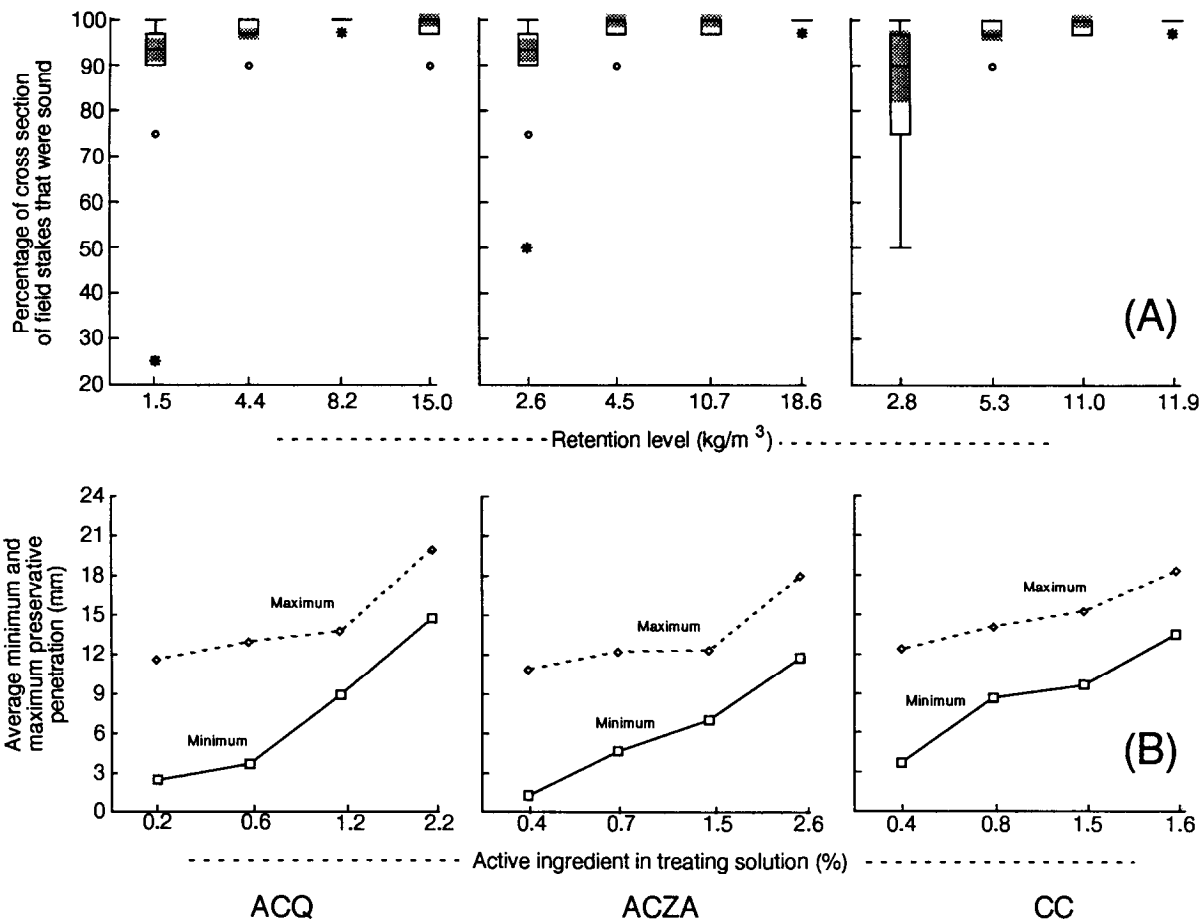 Percentage of cross section
of field stakes that were sound
100
90
80
70
60
50
40
30
20
1.5 4.4 8.2 15.0
2.6 4.5 10.7 18.6
2.8 5.3 11.0 11.9
(A)
Retention level (kg/m 3)
Average minimum and
maximum preservative
penetration (mm)
24
21
18
15
12
9
6
3
0
Maximum
Minimum
Maximum
Minimum
Maximum
Minimum
(B)
0.2 0.6 1.2 2.2
0.4 0.7 1.5 2.6
0.4 0.8 1.5 1.6
Active ingredient in treating solution (%)
ACQ ACZA CC